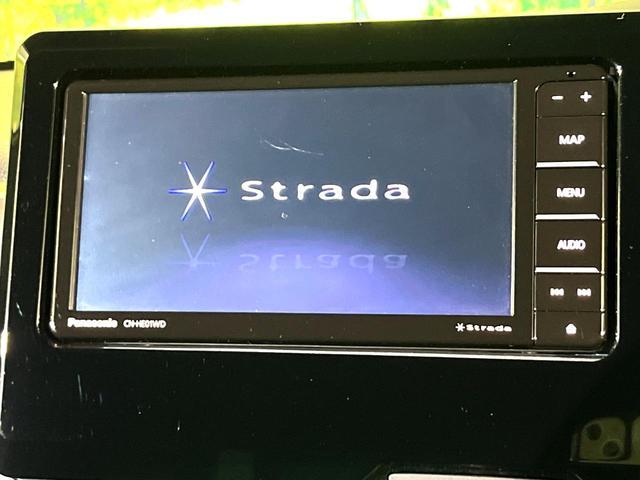 Strada
- +
MAP
MENU
AUDIO
Panasonic CN-HE01WD
Strada